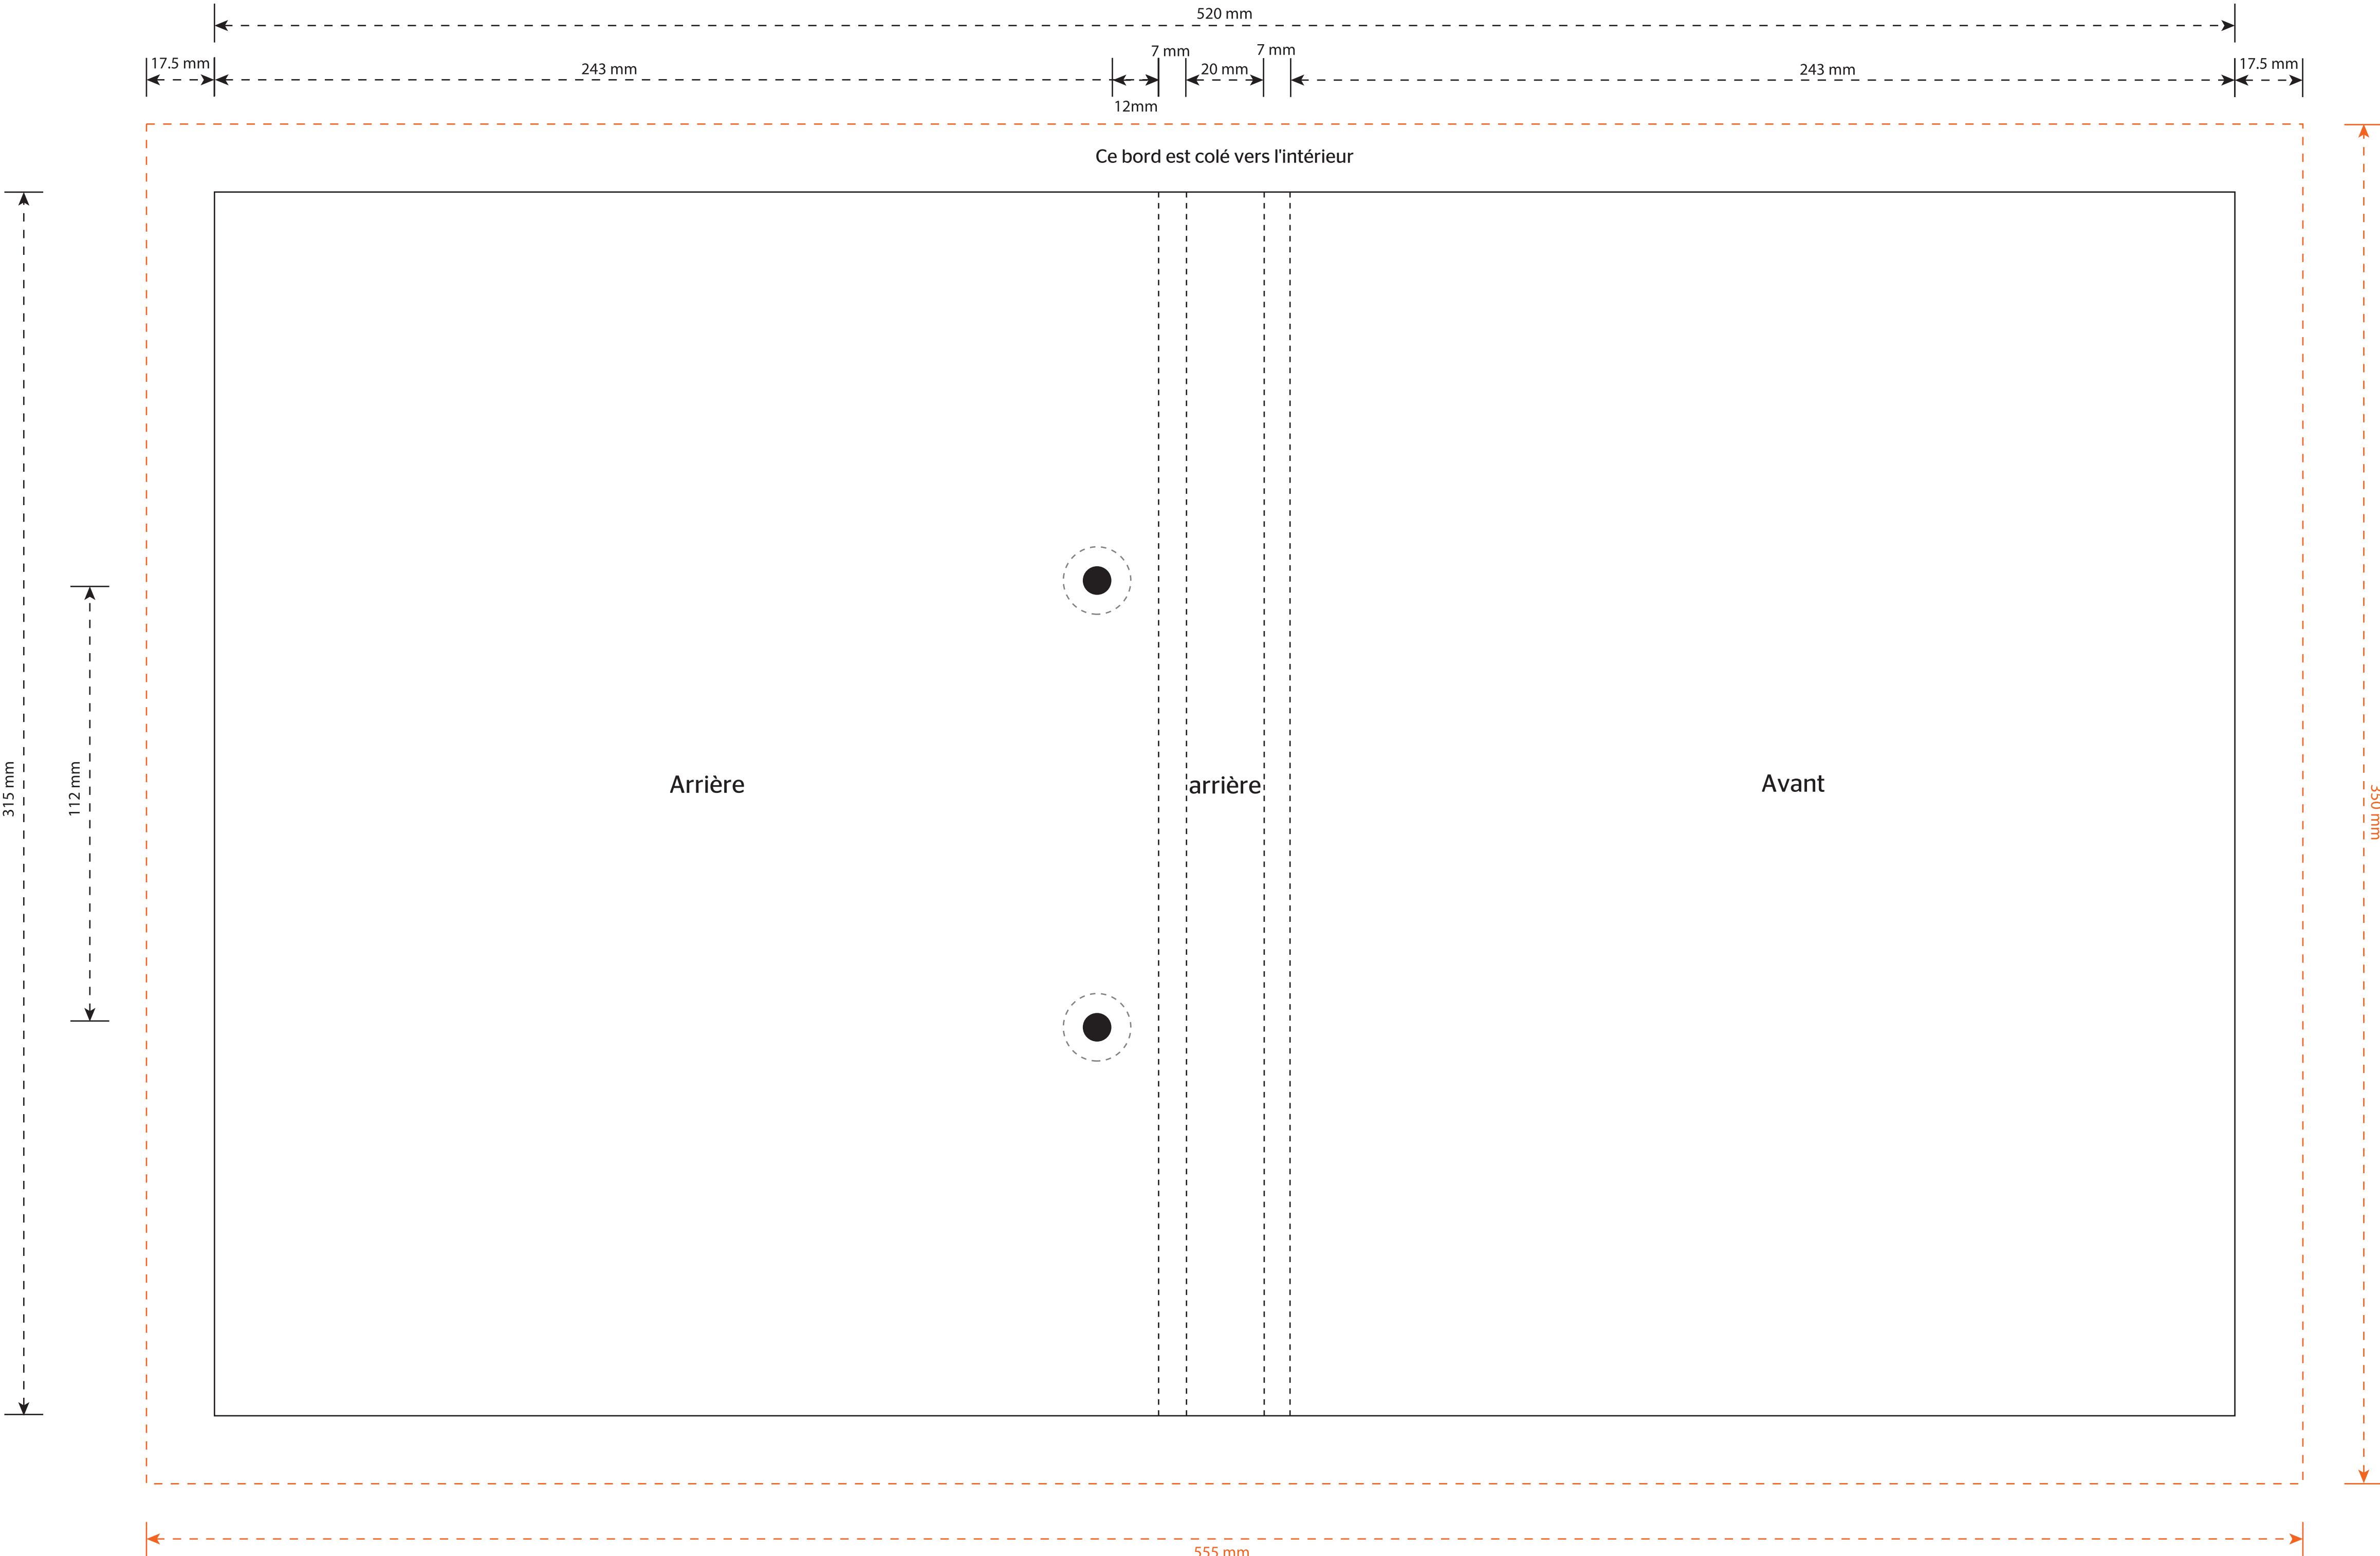 520 mm
17.5 mm
243 mm
7 mm
20 mm
7 mm
243 mm
17.5 mm
12mm
Ce bord est colé vers l'intérieur
315 mm
112 mm
Arrière
arrière
Avant
350 mm
555 mm